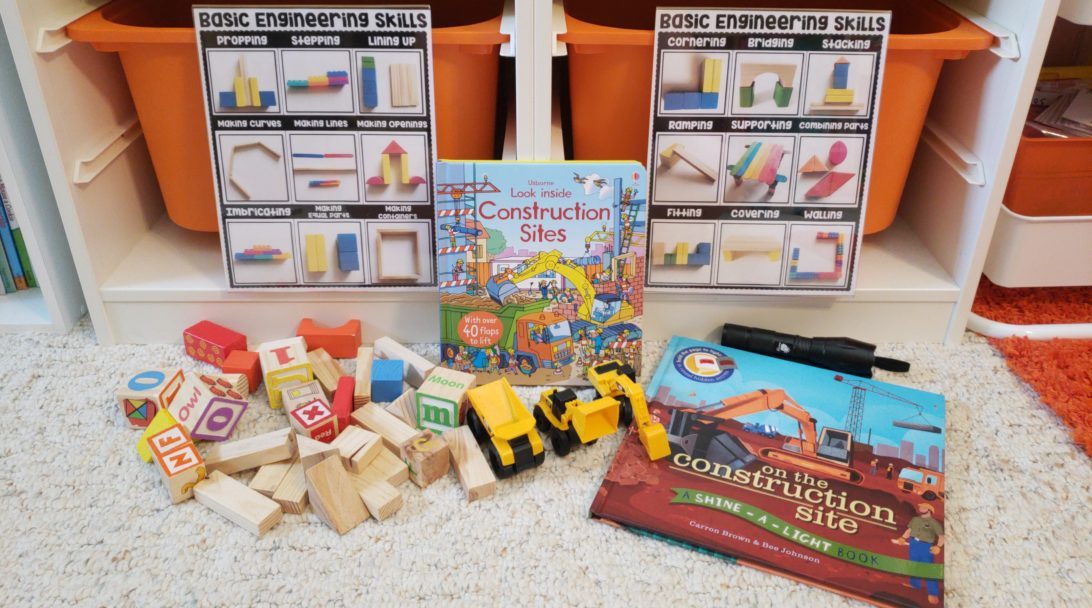 Basic Engineering Skills
Propping Stepping Lining up
Making Curves Making Lines Making Openings
Imbricating Making Equal Parts Making Containers
Basic Engineering Skills
Cornering Bridging Stacking
Ramping Supporting Combining Parts
Fitting Covering Walling
Usborne
Look inside
Construction
Sites
With over
40 flaps
to lift
on the
construction
site
A SHINE-A-LIGHT BOOK
Carron Brown & Bee Johnson
Moon
m
Owl
O
X
Red
N